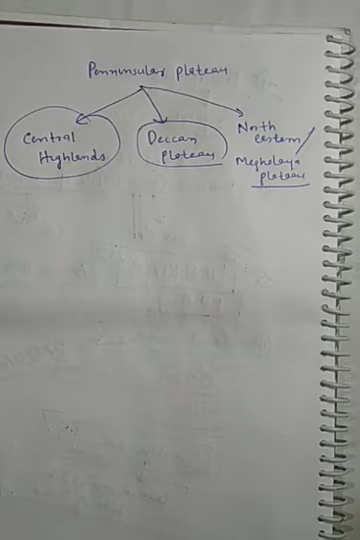 Penninsular plateau
Central
Highlands
Deccan
plateau
North
eastern/
Meghalaya
plateau